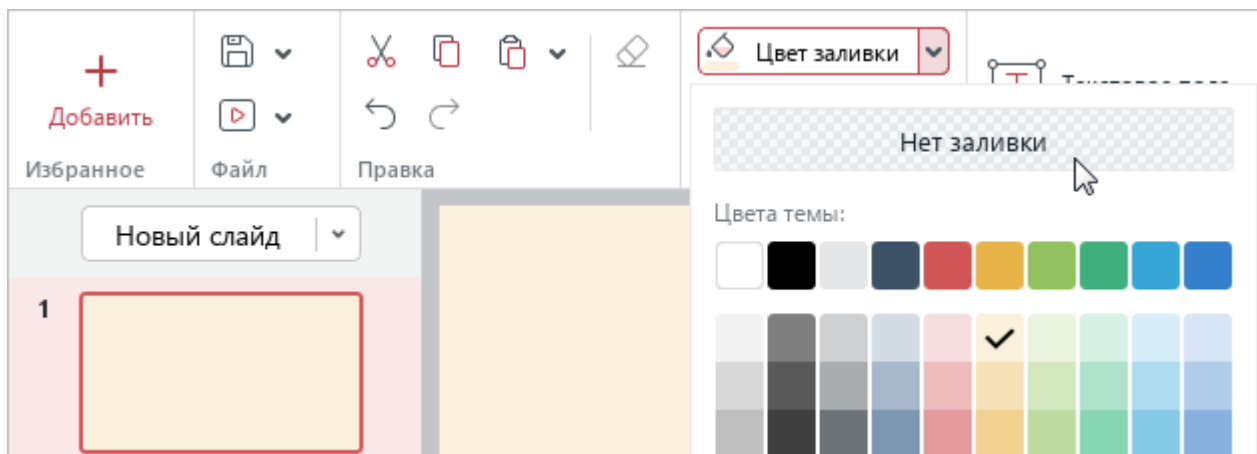 Добавить
Избранное
Файл
Правка
Цвет заливки
Нет заливки
Цвета темы:
Новый слайд
1